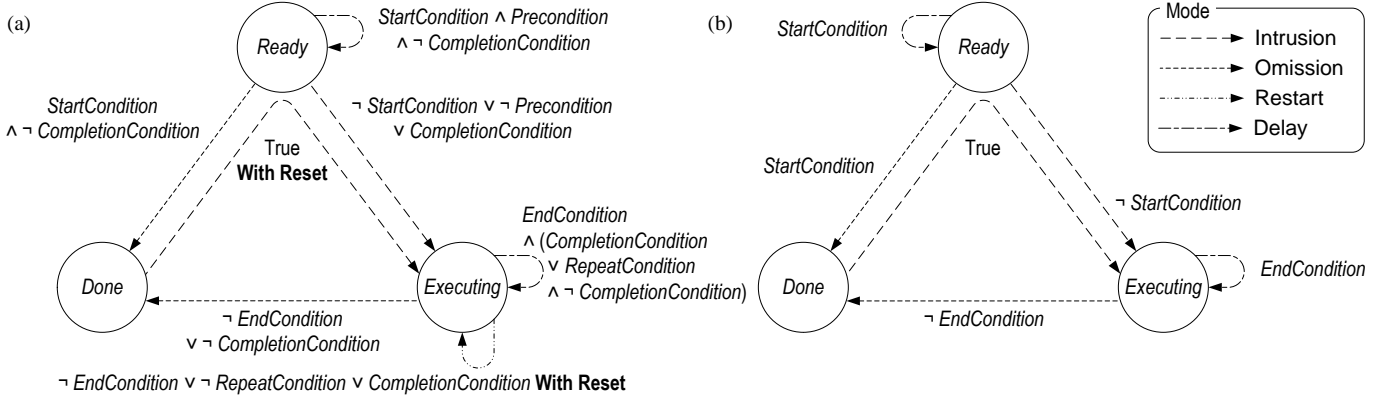 (a)
Ready
StartCondition ∧ Precondition
∧ ¬ CompletionCondition
StartCondition
∧ ¬ CompletionCondition
¬ StartCondition ∨ ¬ Precondition
∨ CompletionCondition
True
With Reset
EndCondition
∧ (CompletionCondition
∨ RepeatCondition
∧ ¬ CompletionCondition)
Done
Executing
¬ EndCondition
∨ ¬ CompletionCondition
¬ EndCondition ∨ ¬ RepeatCondition ∨ CompletionCondition With Reset
(b)
StartCondition
Ready
StartCondition
True
¬ StartCondition
Done
Executing
EndCondition
¬ EndCondition
Mode
Intrusion
Omission
Restart
Delay